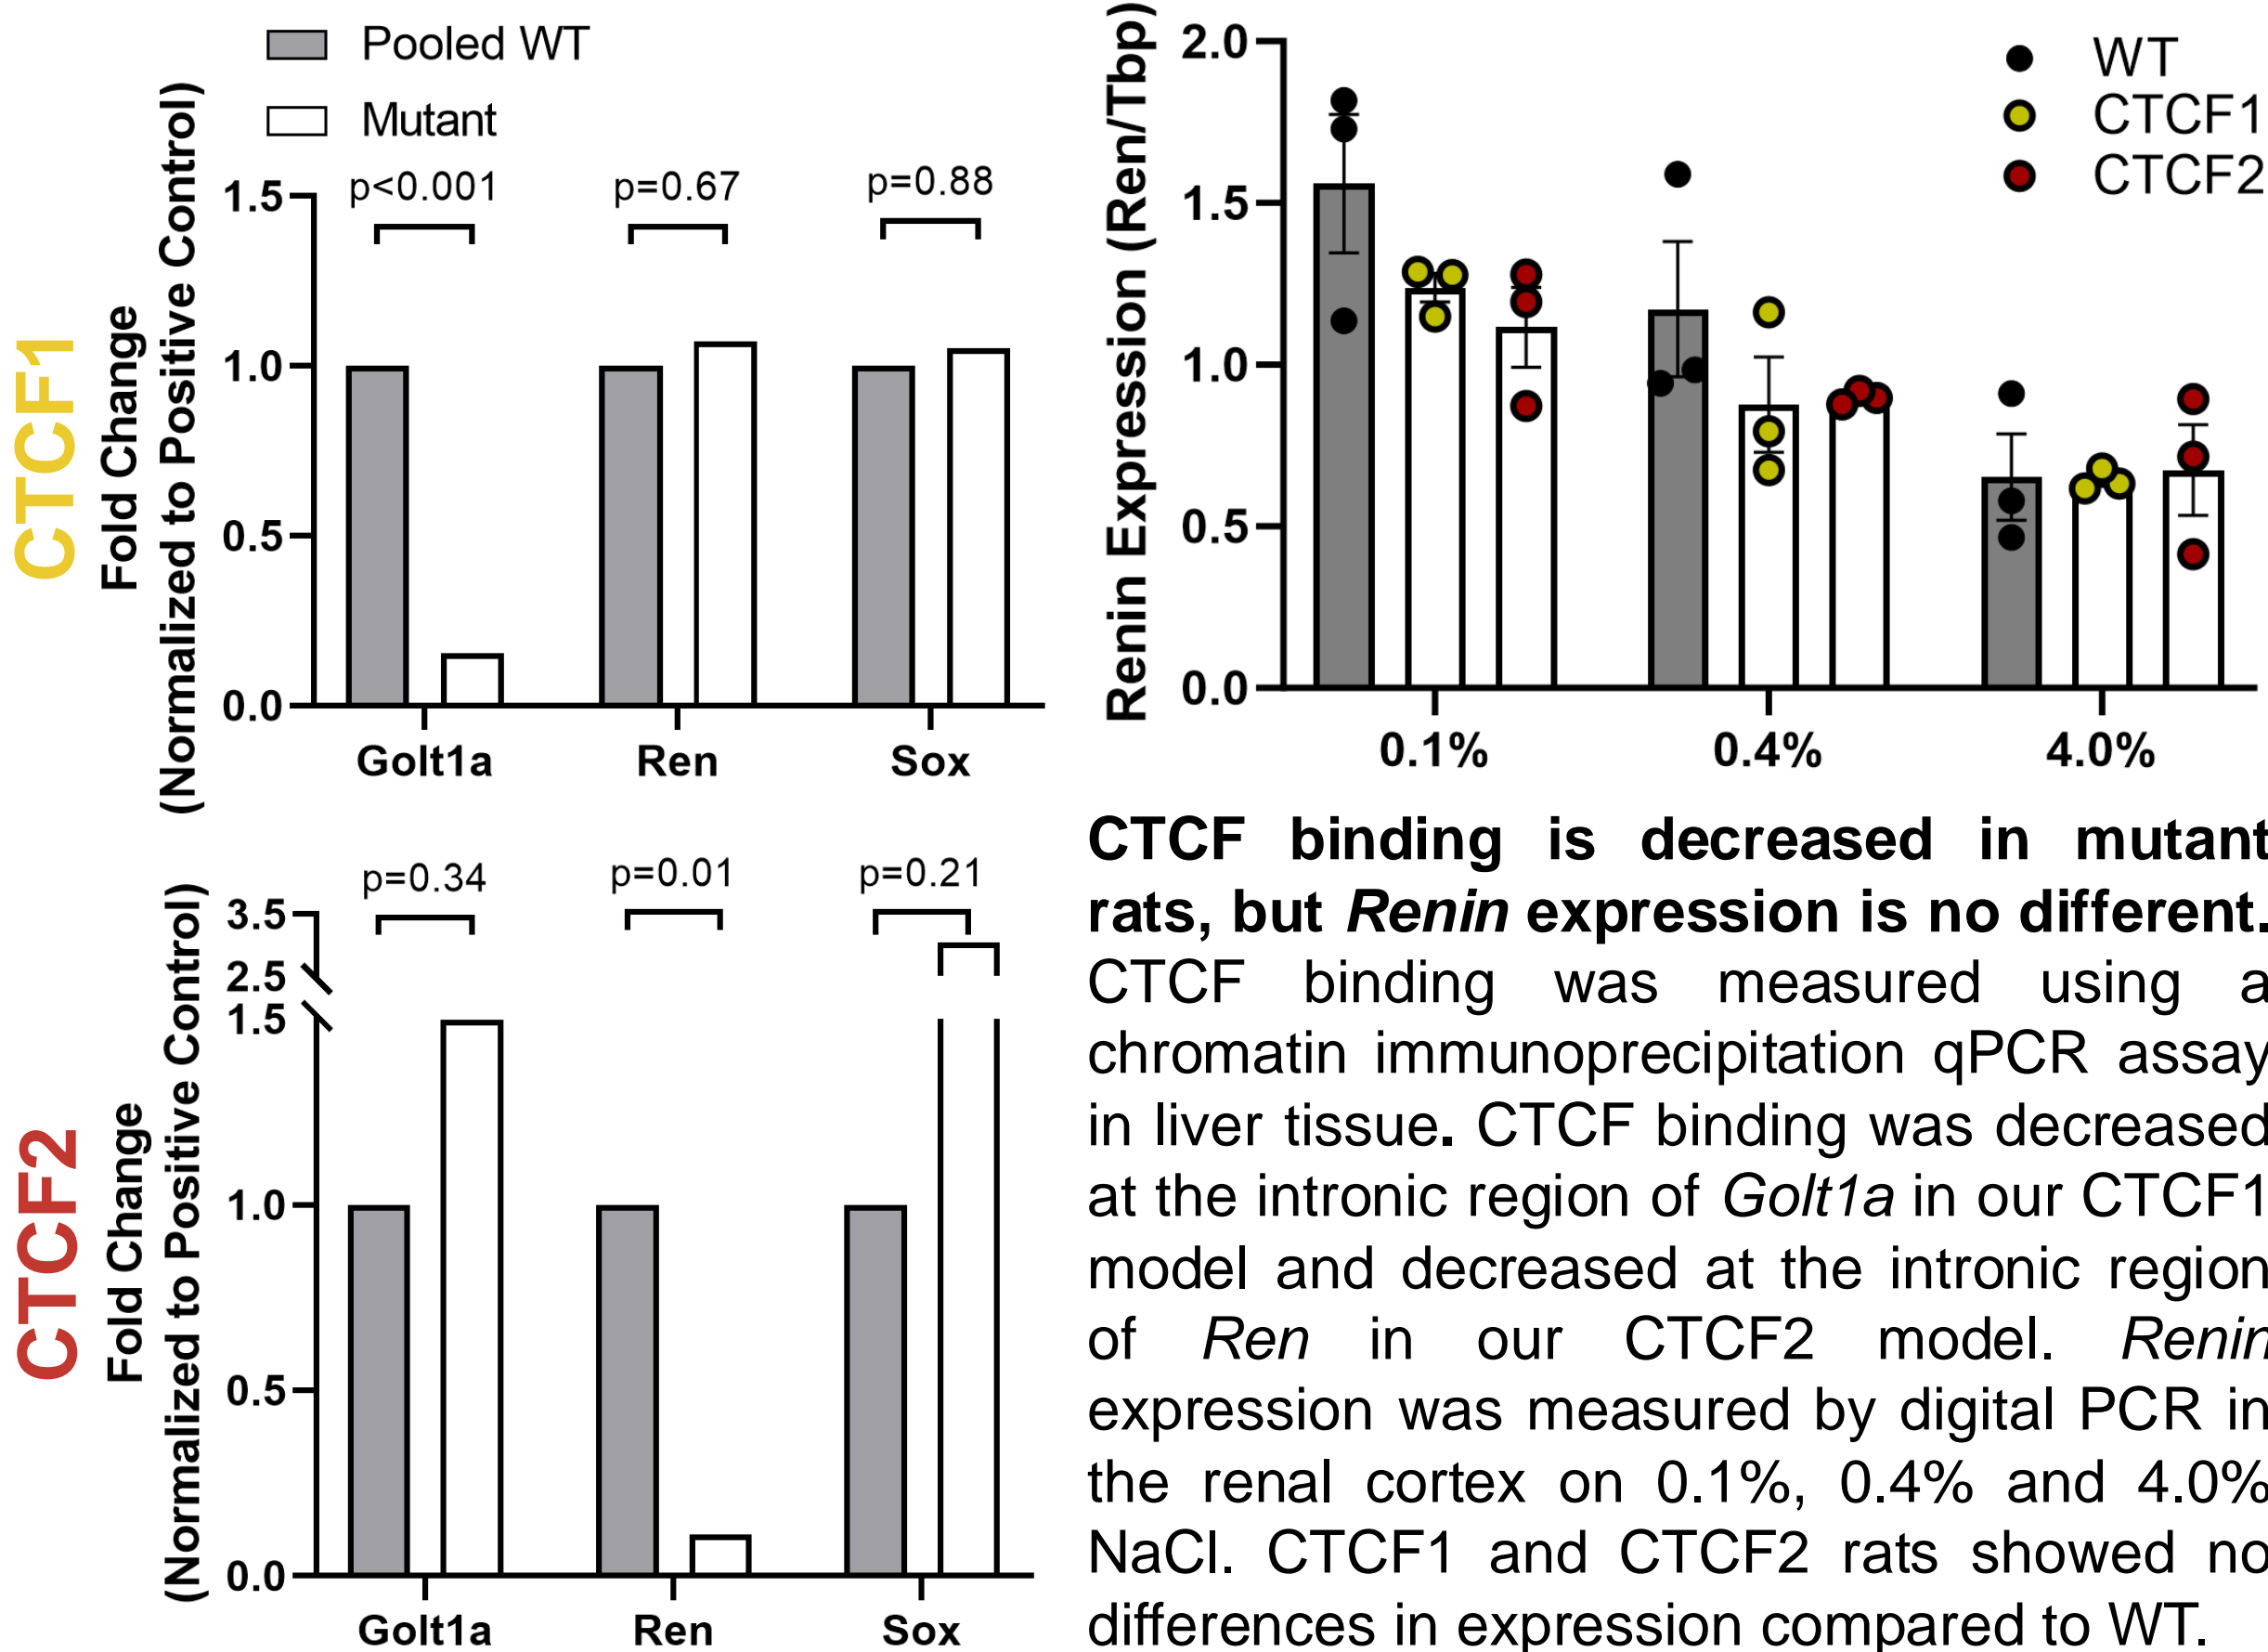 Pooled WT
Mutant
CTCF1
Fold Change
(Normalized to Positive Control)
p<0.001
p=0.67
p=0.88
1.5
1.0
0.5
0.0
Golt1a
Ren
Sox
Renin Expression (Ren/Tbp)
2.0
1.5
1.0
0.5
0.0
WT
CTCF1
CTCF2
0.1%
0.4%
4.0%
CTCF2
Fold Change
(Normalized to Positive Control)
p=0.34
p=0.01
p=0.21
3.5
2.5
1.5
1.0
0.5
0.0
Golt1a
Ren
Sox
CTCF binding is decreased in mutant
rats, but Renin expression is no different.
CTCF binding was measured using a
chromatin immunoprecipitation qPCR assay
in liver tissue. CTCF binding was decreased
at the intronic region of Golt1a in our CTCF1
model and decreased at the intronic region
of Ren in our CTCF2 model. Renin
expression was measured by digital PCR in
the renal cortex on 0.1%, 0.4% and 4.0%
NaCl. CTCF1 and CTCF2 rats showed no
differences in expression compared to WT.